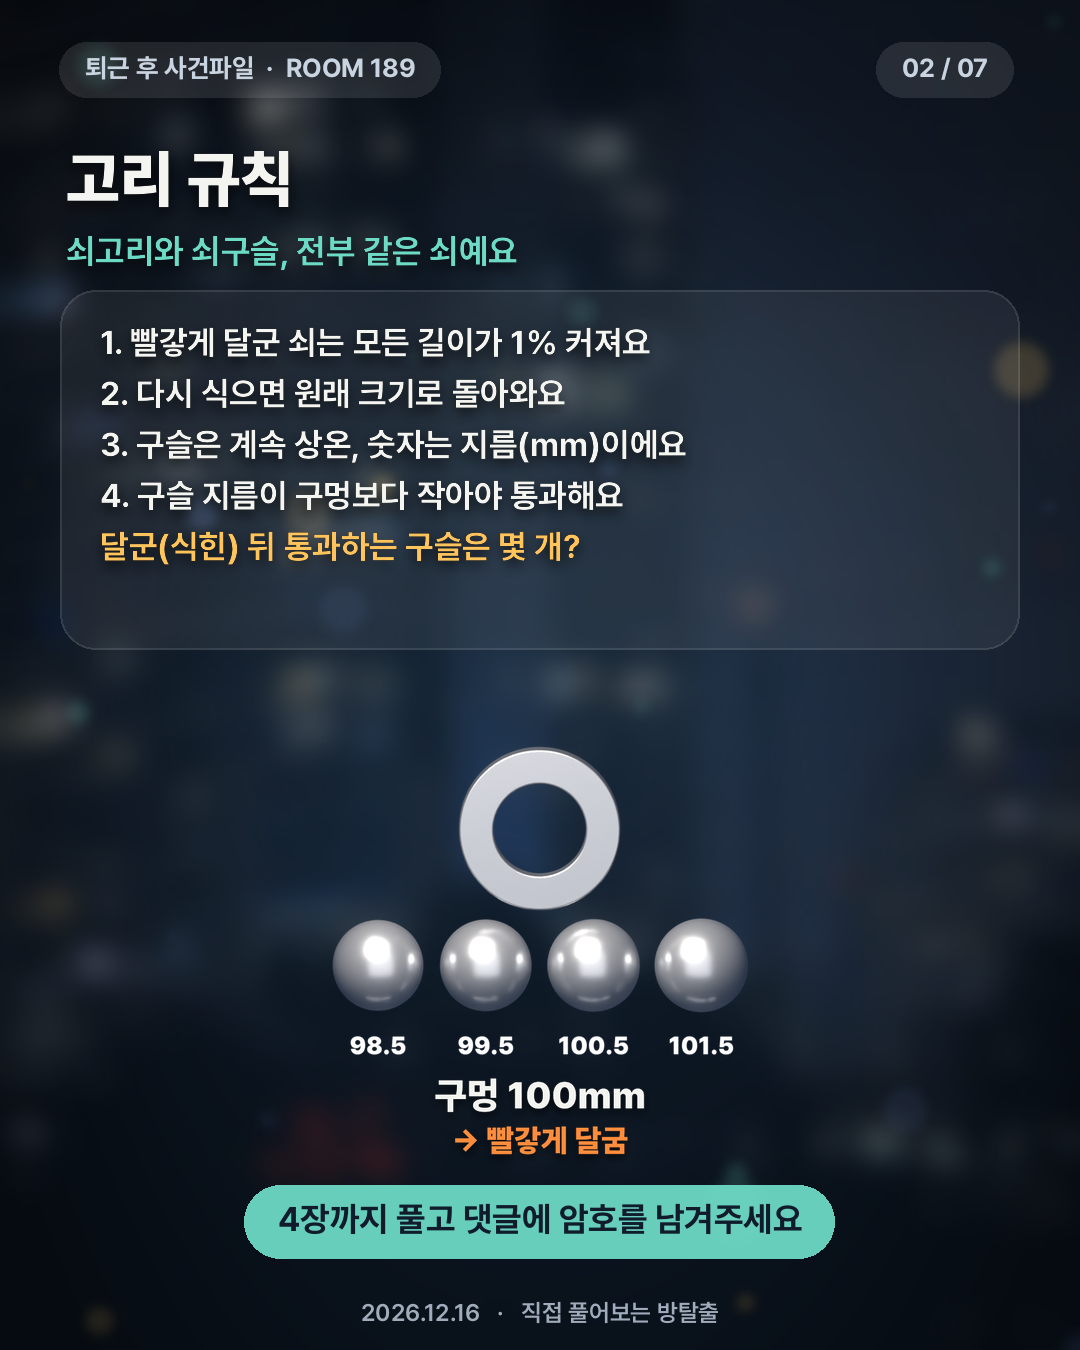 퇴근 후 사건파일 · ROOM 189
02 / 07
고리 규칙
쇠고리와 쇠구슬, 전부 같은 쇠예요
1. 빨갛게 달군 쇠는 모든 길이가 1% 커져요
2. 다시 식으면 원래 크기로 돌아와요
3. 구슬은 계속 상온, 숫자는 지름(mm)이에요
4. 구슬 지름이 구멍보다 작아야 통과해요
달군(식힌) 뒤 통과하는 구슬은 몇 개?
98.5 99.5 100.5 101.5
구멍 100mm
→ 빨갛게 달굼
4장까지 풀고 댓글에 암호를 남겨주세요
2026.12.16 · 직접 풀어보는 방탈출